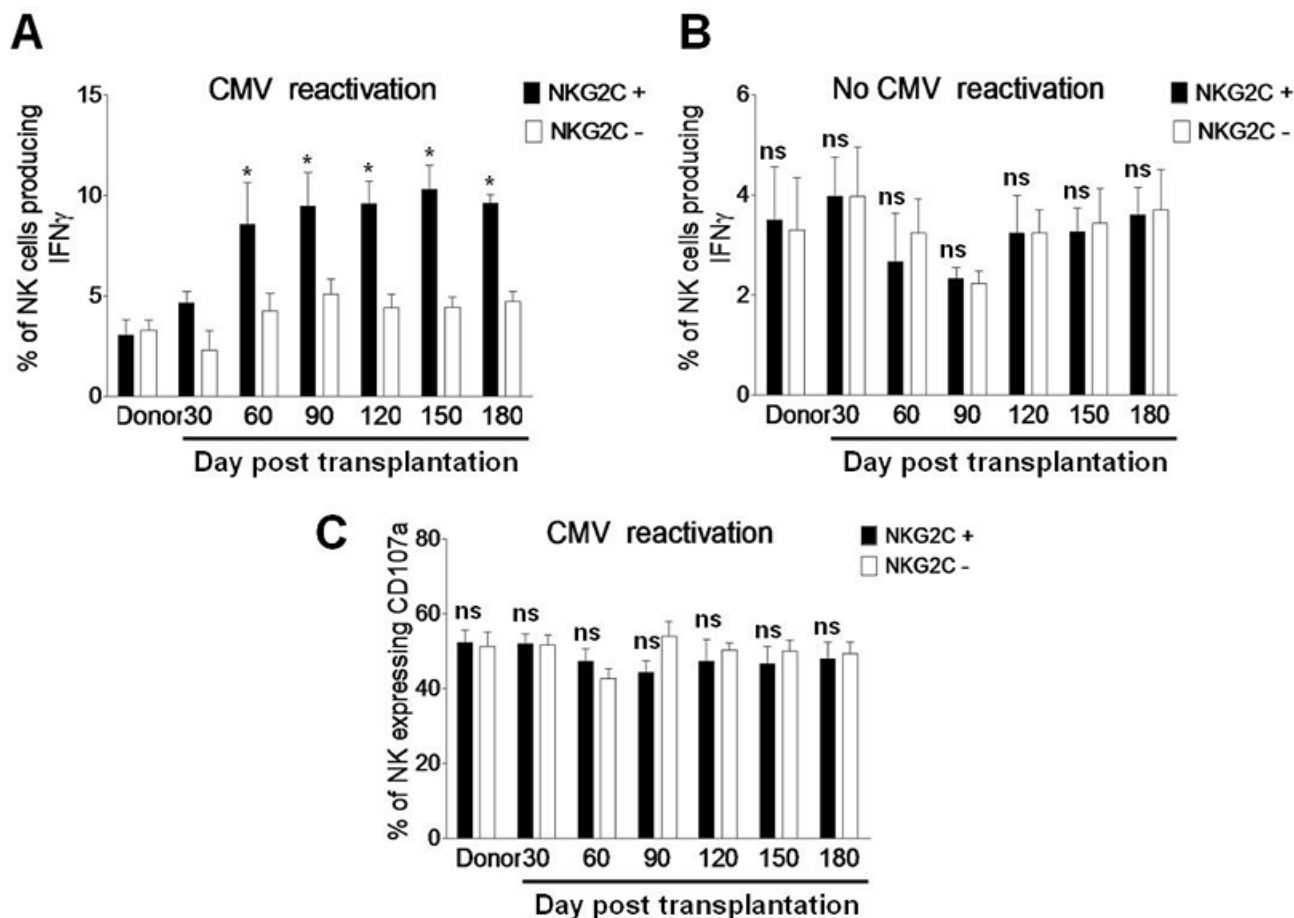 A
CMV reactivation
NKG2C +
NKG2C -
% of NK cells producing
IFNγ
15
10
5
0
* * * * *
Donor 30 60 90 120 150 180
Day post transplantation
B
No CMV reactivation
NKG2C +
NKG2C -
% of NK cells producing
IFNγ
6
4
2
0
ns ns ns ns ns ns ns
Donor 30 60 90 120 150 180
Day post transplantation
C
CMV reactivation
NKG2C +
NKG2C -
% of NK expressing CD107a
80
60
40
20
0
ns ns ns ns ns ns ns
Donor 30 60 90 120 150 180
Day post transplantation